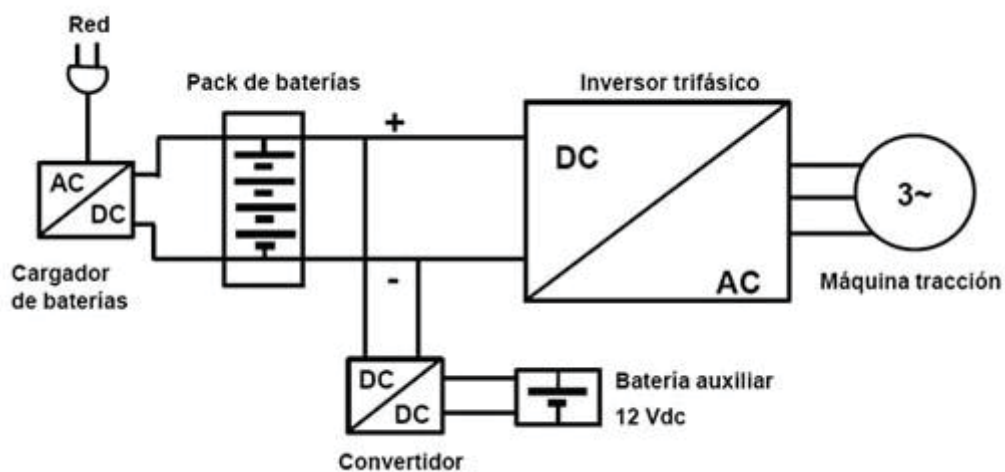 Red
Pack de baterías
Inversor trifásico
+
DC
AC
DC
3~
Cargador
de baterías
-
AC
Máquina tracción
DC
DC
Batería auxiliar
12 Vdc
Convertidor